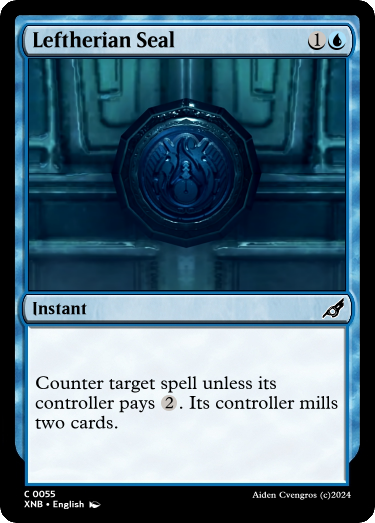 Leftherian Seal 1
Instant
Counter target spell unless its
controller pays 2. Its controller mills
two cards.
C 0055
XNB • English Aiden Cvengros (c)2024